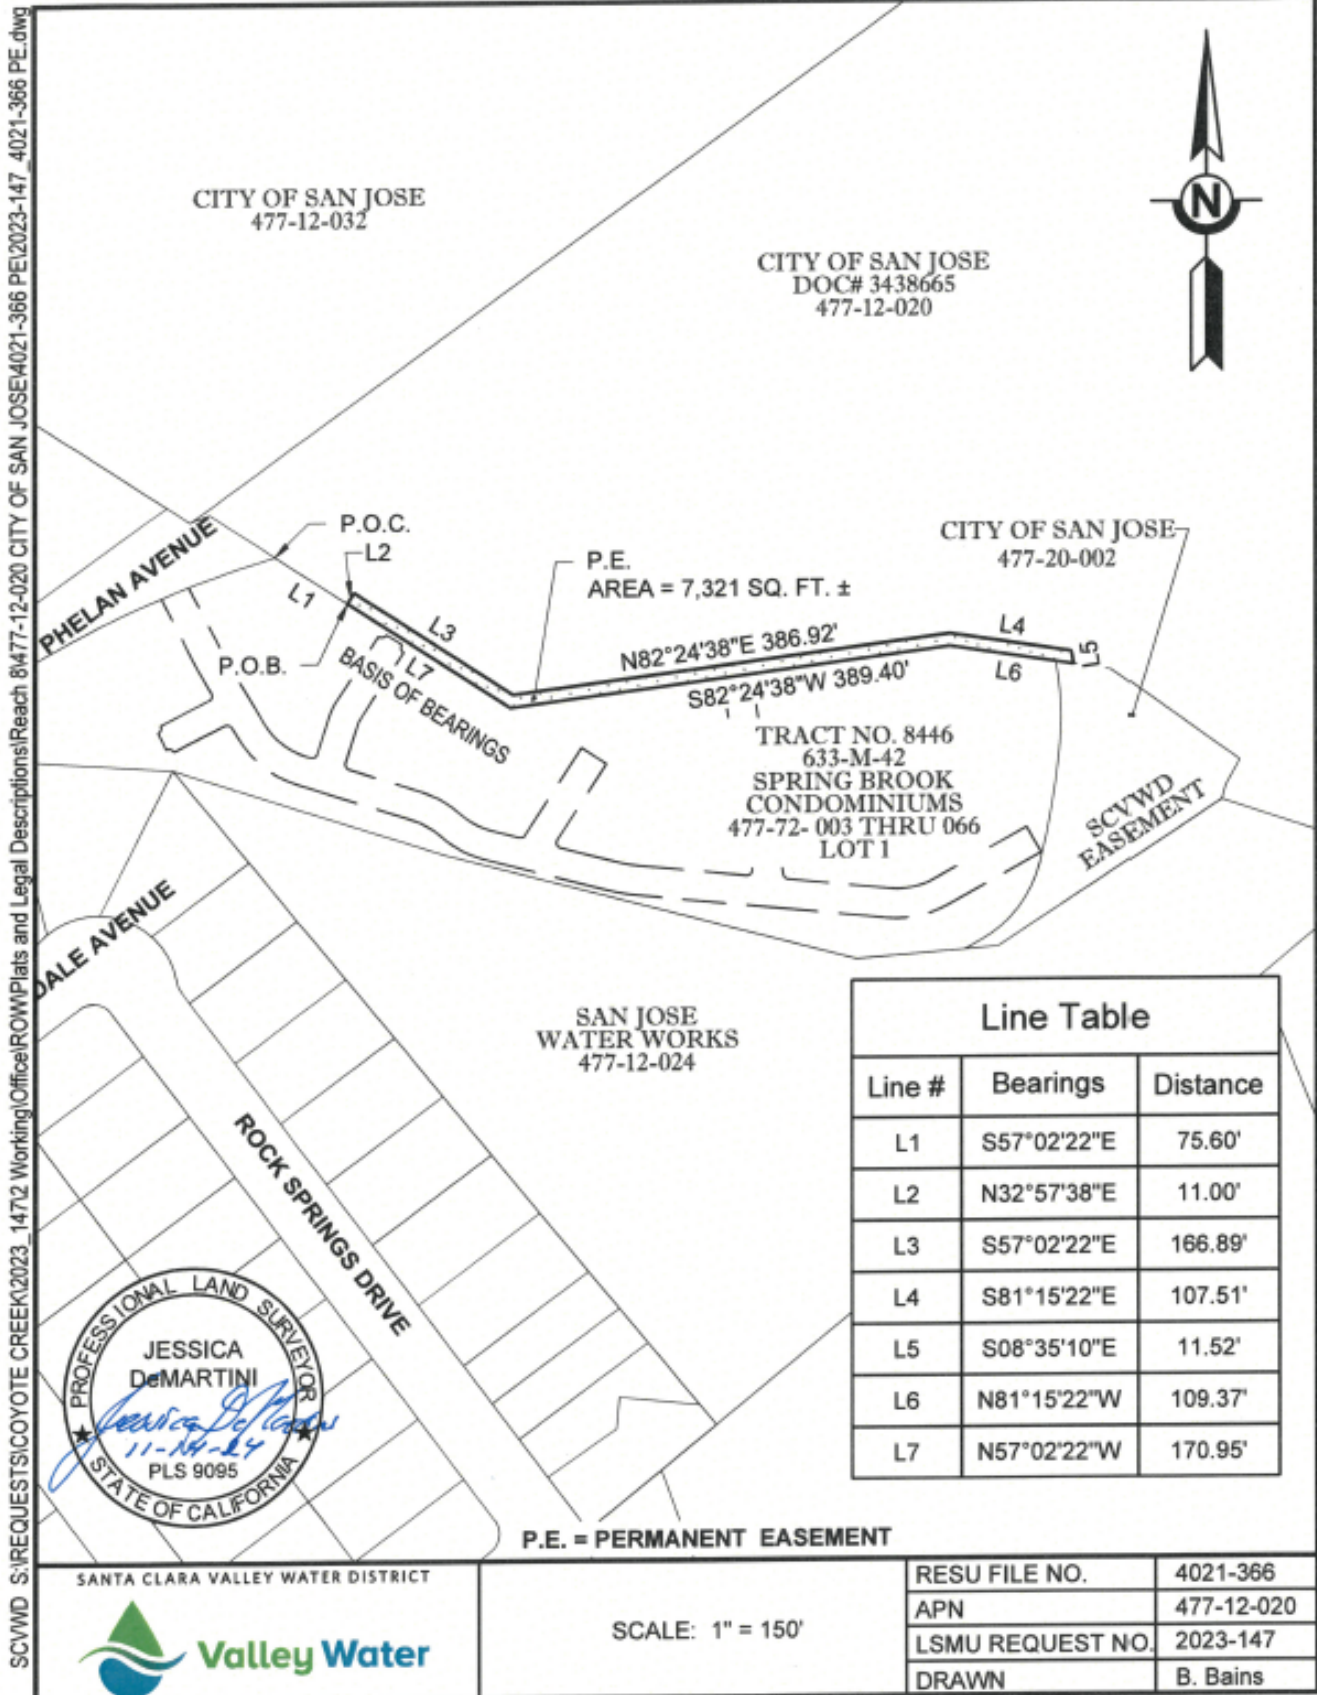 SCVWD S:\REQUESTS\COYOTE CREEK\2023_147\2 Working\Office\ROW\Plats and Legal Descriptions\Reach 8\477-12-020 CITY OF SAN JOSE\4021-366 PE\2023-147_4021-366 PE.dwg
CITY OF SAN JOSE
477-12-032
N
CITY OF SAN JOSE
DOC# 3438665
477-12-020
PHELAN AVENUE
P.O.C.
L2
L1
L3
P.O.B.
L7
BASIS OF BEARINGS
P.E.
AREA = 7,321 SQ. FT. ±
CITY OF SAN JOSE
477-20-002
N82°24'38"E 386.92'
S82°24'38"W 389.40'
L4
L5
L6
TRACT NO. 8446
633-M-42
SPRING BROOK
CONDOMINIUMS
477-72- 003 THRU 066
LOT 1
SCVWD
EASEMENT
DALE AVENUE
SAN JOSE
WATER WORKS
477-12-024
ROCK SPRINGS DRIVE
Line Table
Line # Bearings Distance
L1 S57°02'22"E 75.60'
L2 N32°57'38"E 11.00'
L3 S57°02'22"E 166.89'
L4 S81°15'22"E 107.51'
L5 S08°35'10"E 11.52'
L6 N81°15'22"W 109.37'
L7 N57°02'22"W 170.95'
PROFESSIONAL LAND SURVEYOR
JESSICA
DeMARTINI
Jessica DeMartini
11-14-24
PLS 9095
STATE OF CALIFORNIA
P.E. = PERMANENT EASEMENT
SANTA CLARA VALLEY WATER DISTRICT
Valley Water
SCALE: 1" = 150'
RESU FILE NO. 4021-366
APN 477-12-020
LSMU REQUEST NO. 2023-147
DRAWN B. Bains